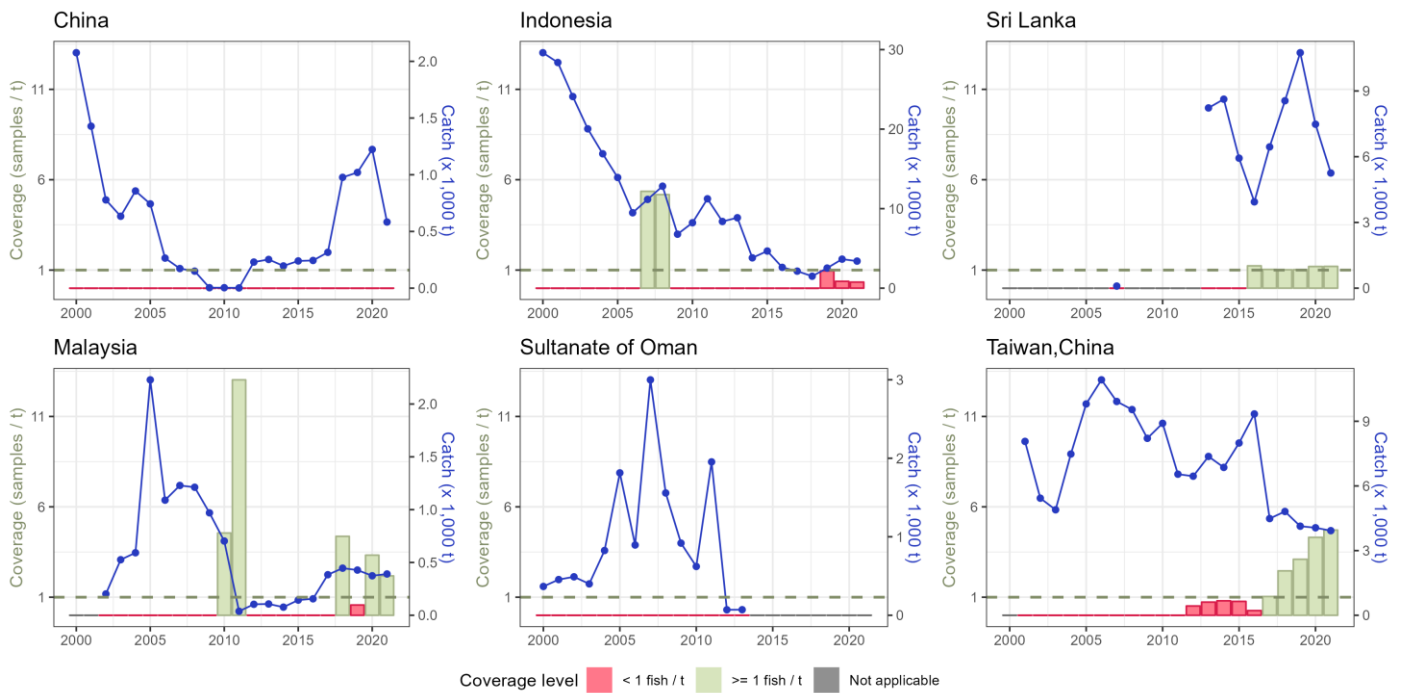 China
Indonesia
Sri Lanka
Coverage (samples / t)
11
6
1
2.0
1.5
1.0
0.5
0.0
Catch (x 1,000 t)
2000 2005 2010 2015 2020
Coverage (samples / t)
11
6
1
30
20
10
0
Catch (x 1,000 t)
2000 2005 2010 2015 2020
Coverage (samples / t)
11
6
1
9
6
3
0
Catch (x 1,000 t)
2000 2005 2010 2015 2020
Malaysia
Sultanate of Oman
Taiwan,China
Coverage (samples / t)
11
6
1
2.0
1.5
1.0
0.5
0.0
Catch (x 1,000 t)
2000 2005 2010 2015 2020
Coverage (samples / t)
11
6
1
3
2
1
0
Catch (x 1,000 t)
2000 2005 2010 2015 2020
Coverage (samples / t)
11
6
1
9
6
3
0
Catch (x 1,000 t)
2000 2005 2010 2015 2020
Coverage level < 1 fish / t >= 1 fish / t Not applicable